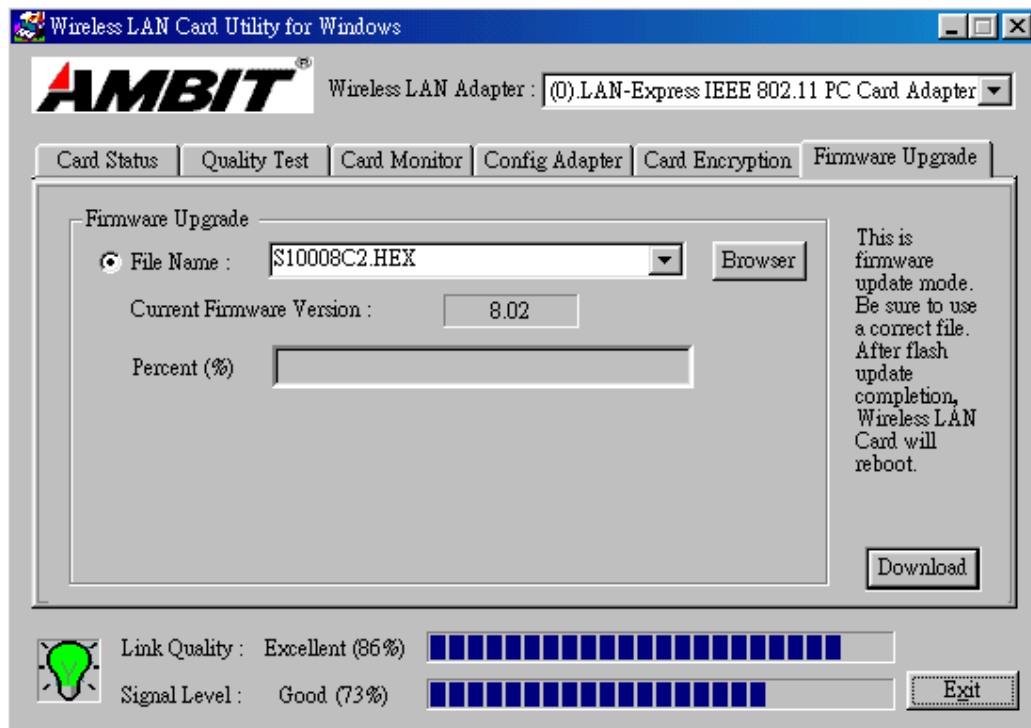 Wireless LAN Card Utility for Windows
AMBIT®
Wireless LAN Adapter : (0).LAN-Express IEEE 802.11 PC Card Adapter
Card Status Quality Test Card Monitor Config Adapter Card Encryption Firmware Upgrade
Firmware Upgrade
File Name : S10008C2.HEX Browser
Current Firmware Version : 8.02
Percent (%)
This is
firmware
update mode.
Be sure to use
a correct file.
After flash
update
completion,
Wireless LAN
Card will
reboot.
Download
Link Quality : Excellent (86%)
Signal Level : Good (73%)
Exit